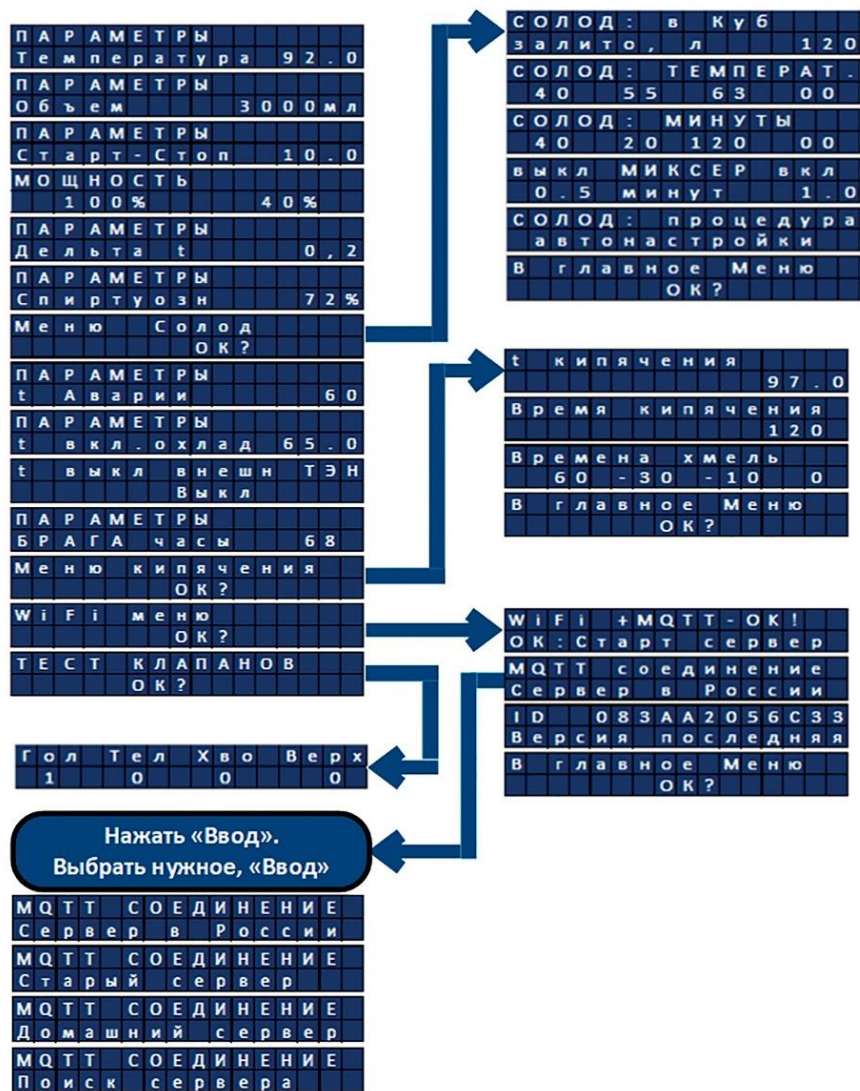 ПАРАМЕТРЫ
Температура 92.0
ПАРАМЕТРЫ
Объем 3000мл
ПАРАМЕТРЫ
Старт-Стоп 10.0
МОЩНОСТЬ
100% 40%
ПАРАМЕТРЫ
Дельта t 0,2
ПАРАМЕТРЫ
Спиртуозн 72%
Меню Солод
ОК?
ПАРАМЕТРЫ
t Аварии 60
ПАРАМЕТРЫ
t вкл.охлад 65.0
t выкл внешн ТЭН
Выкл
ПАРАМЕТРЫ
БРАГА часы 68
Меню кипячения
ОК?
WiFi меню
ОК?
ТЕСТ КЛАПАНОВ
ОК?
СОЛОД: в Куб
залито, л 120
СОЛОД: ТЕМПЕРАТ.
40 55 63 00
СОЛОД: МИНУТЫ
40 20 120 00
выкл МИКСЕР вкл
0.5 минут 1.0
СОЛОД: процедура
автонастройки
В главное Меню
ОК?
t кипячения
97.0
Время кипячения
120
Времена хмель
60 -30 -10 0
В главное Меню
ОК?
WiFi +MQTT-OK!
ОК:Старт сервер
MQTT соединение
Сервер в России
ID 083AA2056C33
Версия последняя
В главное Меню
ОК?
Гол Тел Хво Верх
1 0 0 0
Нажать «Ввод».
Выбрать нужное, «Ввод»
MQTT СОЕДИНЕНИЕ
Сервер в России
MQTT СОЕДИНЕНИЕ
Старый сервер
MQTT СОЕДИНЕНИЕ
Домашний сервер
MQTT СОЕДИНЕНИЕ
Поиск сервера